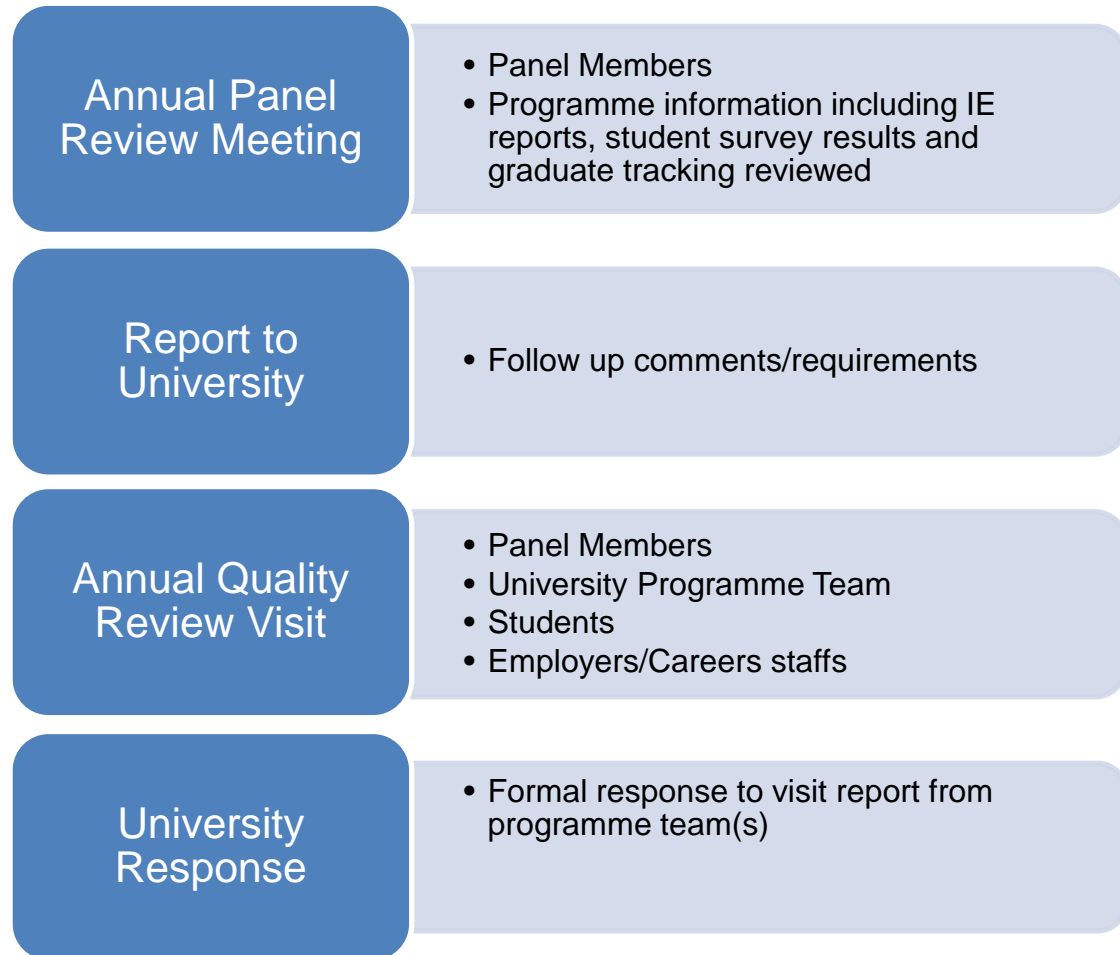 Annual Panel
Review Meeting
• Panel Members
• Programme information including IE
reports, student survey results and
graduate tracking reviewed
Report to
University
• Follow up comments/requirements
Annual Quality
Review Visit
• Panel Members
• University Programme Team
• Students
• Employers/Careers staffs
University
Response
• Formal response to visit report from
programme team(s)